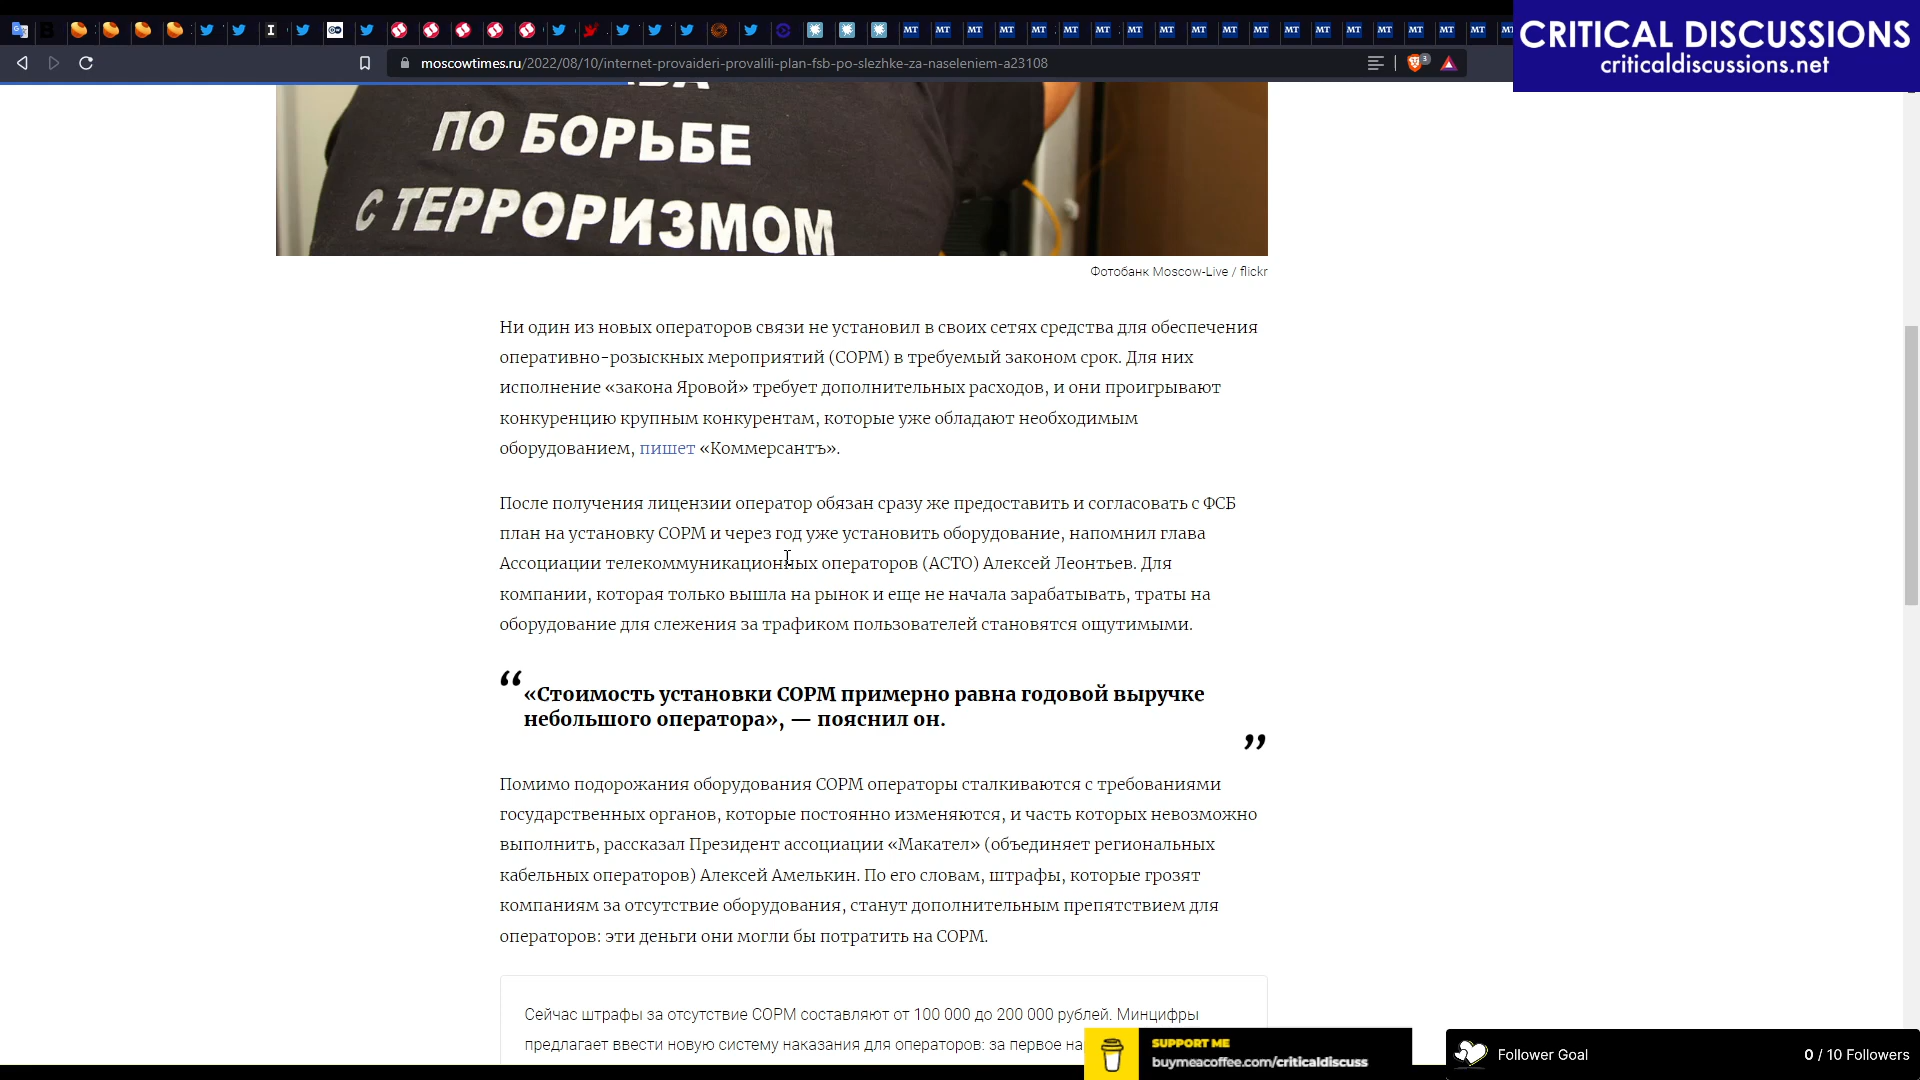 CRITICAL DISCUSSIONS
criticaldiscussions.net
moscowtimes.ru/2022/08/10/internet-provaideri-provalili-plan-fsb-po-slezhke-za-naseleniem-a23108
ПО БОРЬБЕ
С ТЕРРОРИЗМОМ
Фотобанк Moscow-Live / flickr
Ни один из новых операторов связи не установил в своих сетях средства для обеспечения
оперативно-розыскных мероприятий (СОРМ) в требуемый законом срок. Для них
исполнение «закона Яровой» требует дополнительных расходов, и они проигрывают
конкуренцию крупным конкурентам, которые уже обладают необходимым
оборудованием, пишет «Коммерсантъ».
После получения лицензии оператор обязан сразу же предоставить и согласовать с ФСБ
план на установку СОРМ и через год уже установить оборудование, напомнил глава
Ассоциации телекоммуникационных операторов (АСТО) Алексей Леонтьев. Для
компании, которая только вышла на рынок и еще не начала зарабатывать, траты на
оборудование для слежения за трафиком пользователей становятся ощутимыми.
“ «Стоимость установки СОРМ примерно равна годовой выручке
небольшого оператора», — пояснил он.
”
Помимо подорожания оборудования СОРМ операторы сталкиваются с требованиями
государственных органов, которые постоянно изменяются, и часть которых невозможно
выполнить, рассказал Президент ассоциации «Макател» (объединяет региональных
кабельных операторов) Алексей Амелькин. По его словам, штрафы, которые грозят
компаниям за отсутствие оборудования, станут дополнительным препятствием для
операторов: эти деньги они могли бы потратить на СОРМ.
Сейчас штрафы за отсутствие СОРМ составляют от 100 000 до 200 000 рублей. Минцифры
предлагает ввести новую систему наказания для операторов: за первое на
SUPPORT ME
buymeacoffee.com/criticaldiscuss
Follower Goal
0 / 10 Followers